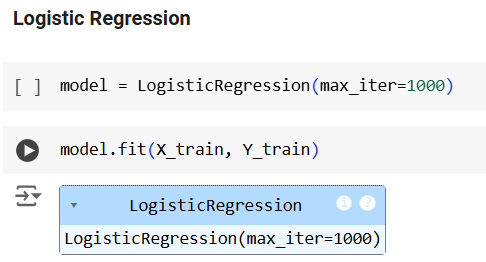 Logistic Regression
[ ] model = LogisticRegression(max_iter=1000)
model.fit(X_train, Y_train)
LogisticRegression
LogisticRegression(max_iter=1000)